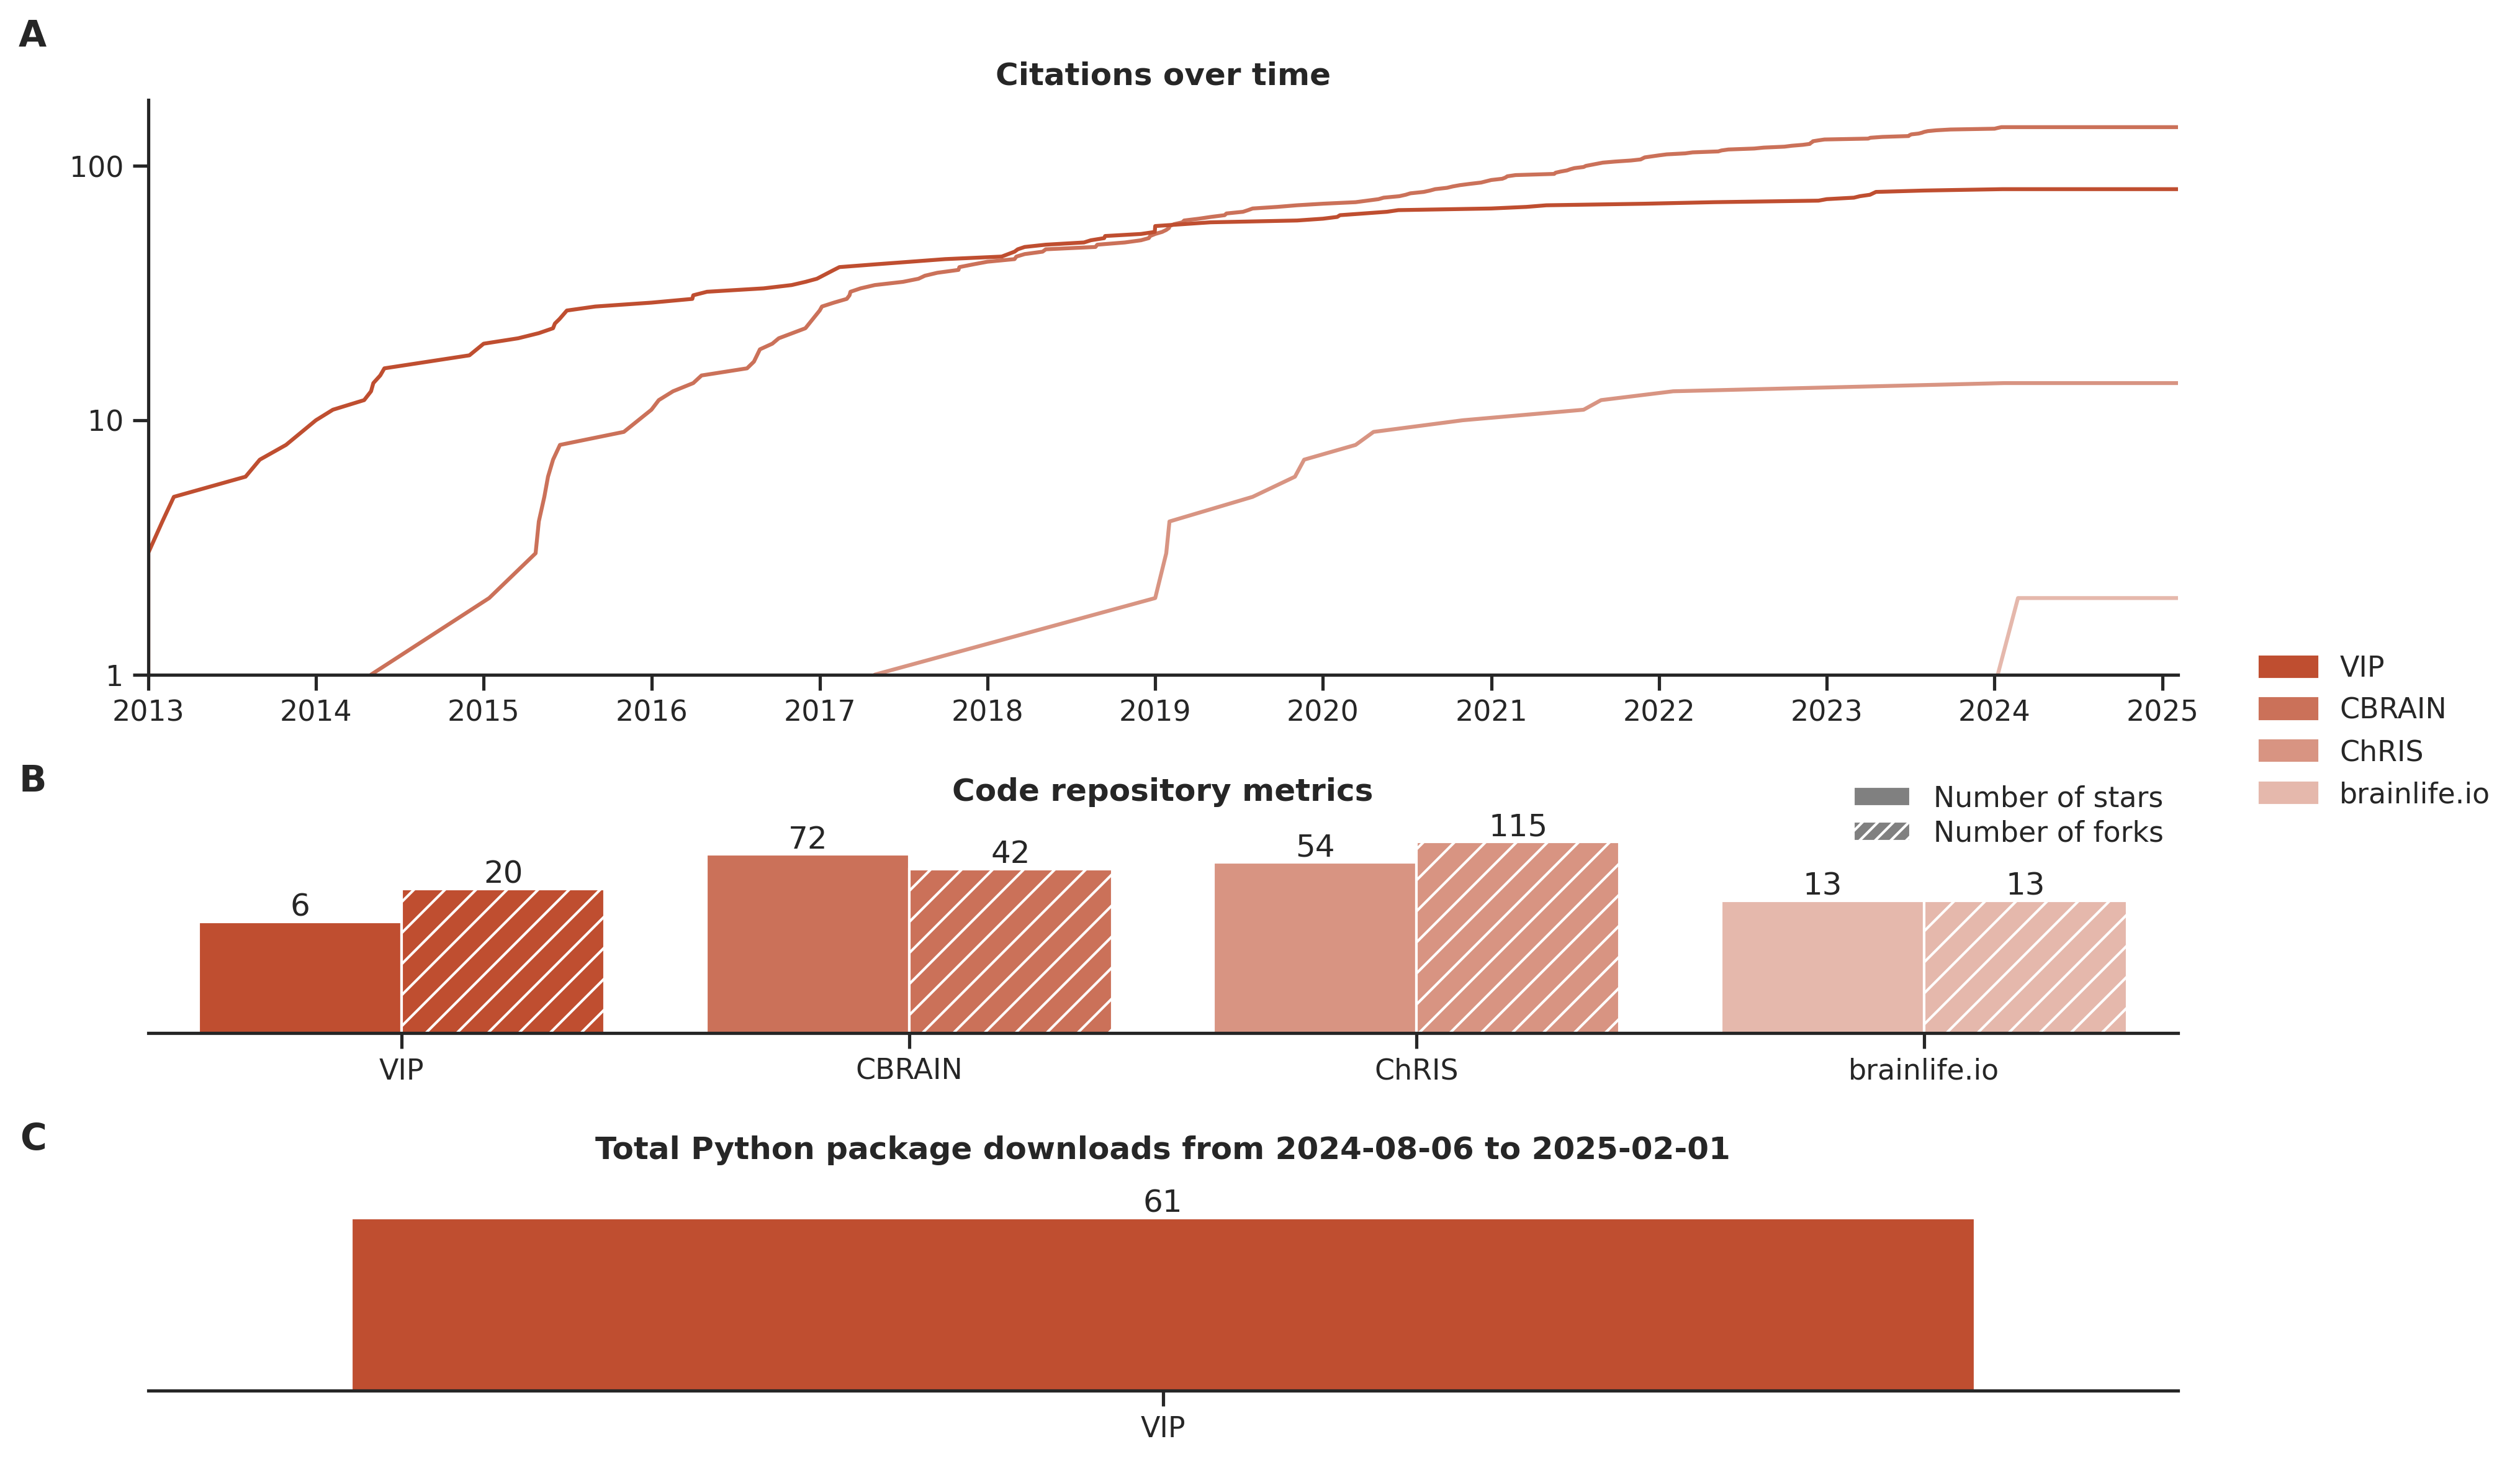 A
Citations over time
100
10
1
2013 2014 2015 2016 2017 2018 2019 2020 2021 2022 2023 2024 2025
VIP
CBRAIN
ChRIS
brainlife.io
B
Code repository metrics
Number of stars
Number of forks
6 20 72 42 54 115 13 13
VIP CBRAIN ChRIS brainlife.io
C
Total Python package downloads from 2024-08-06 to 2025-02-01
61
VIP